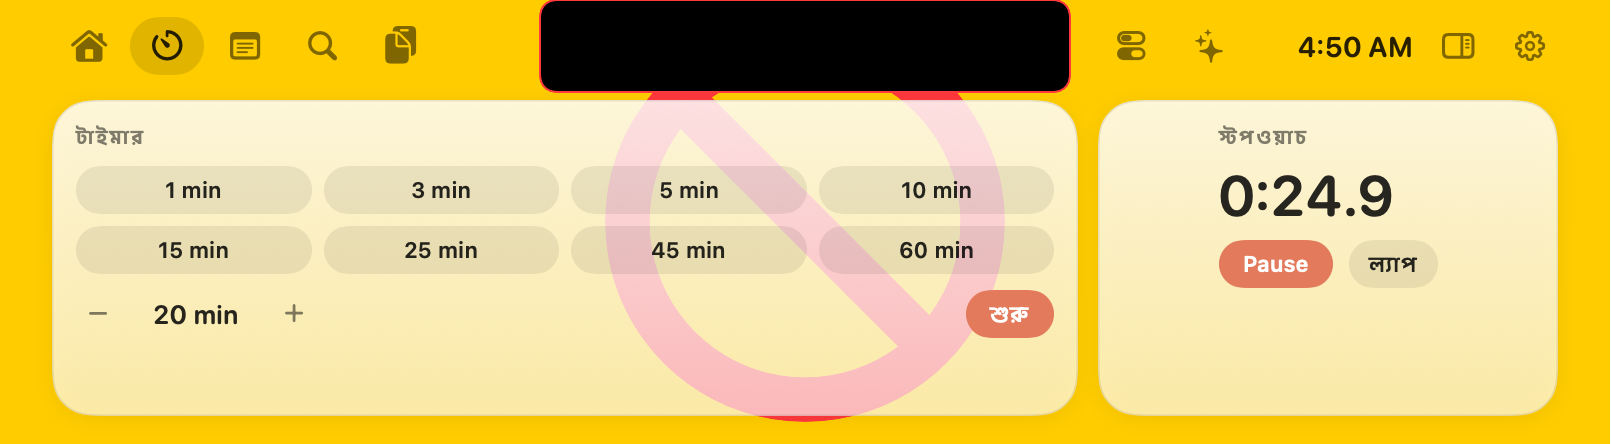 4:50 AM
টাইমার
1 min
3 min
5 min
10 min
15 min
25 min
45 min
60 min
− 20 min +
শুরু
স্টপওয়াচ
0:24.9
Pause
ল্যাপ